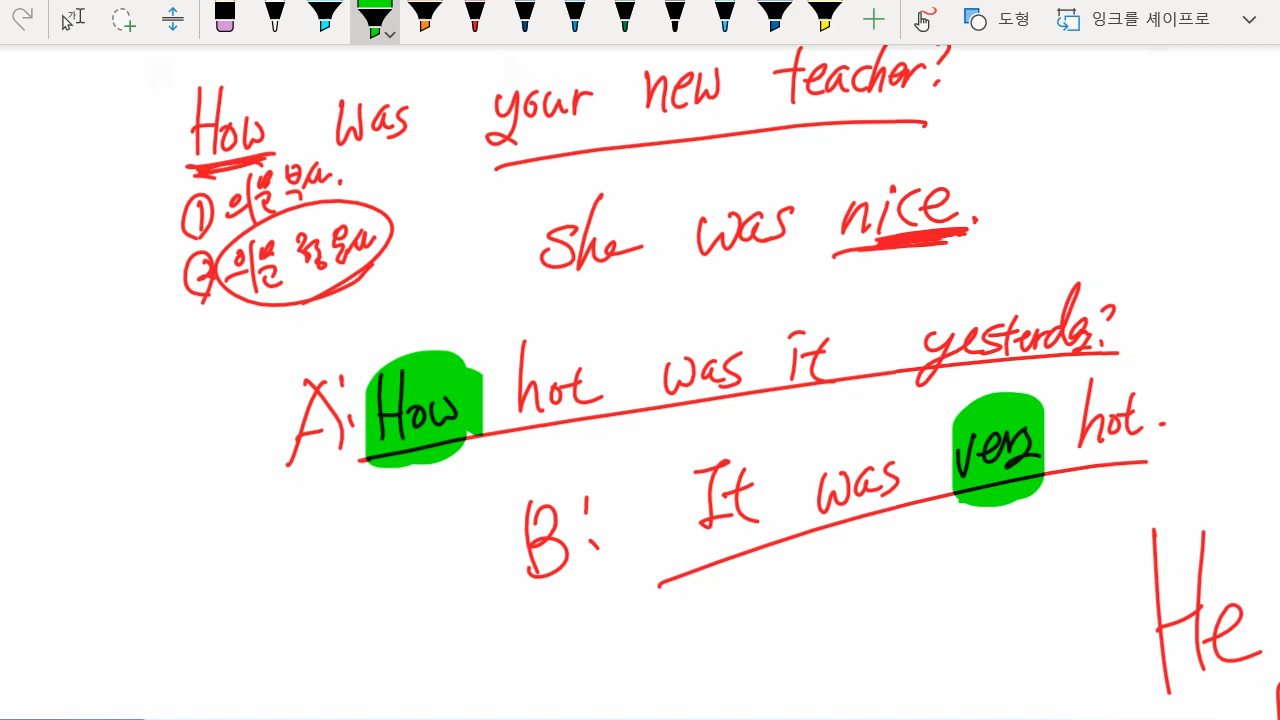 도형 잉크를 셰이프로
How was your new teacher?
① 의문 부사.
② 의문 형용사
she was nice.
A: How hot was it yesterday?
B: It was very hot.
He